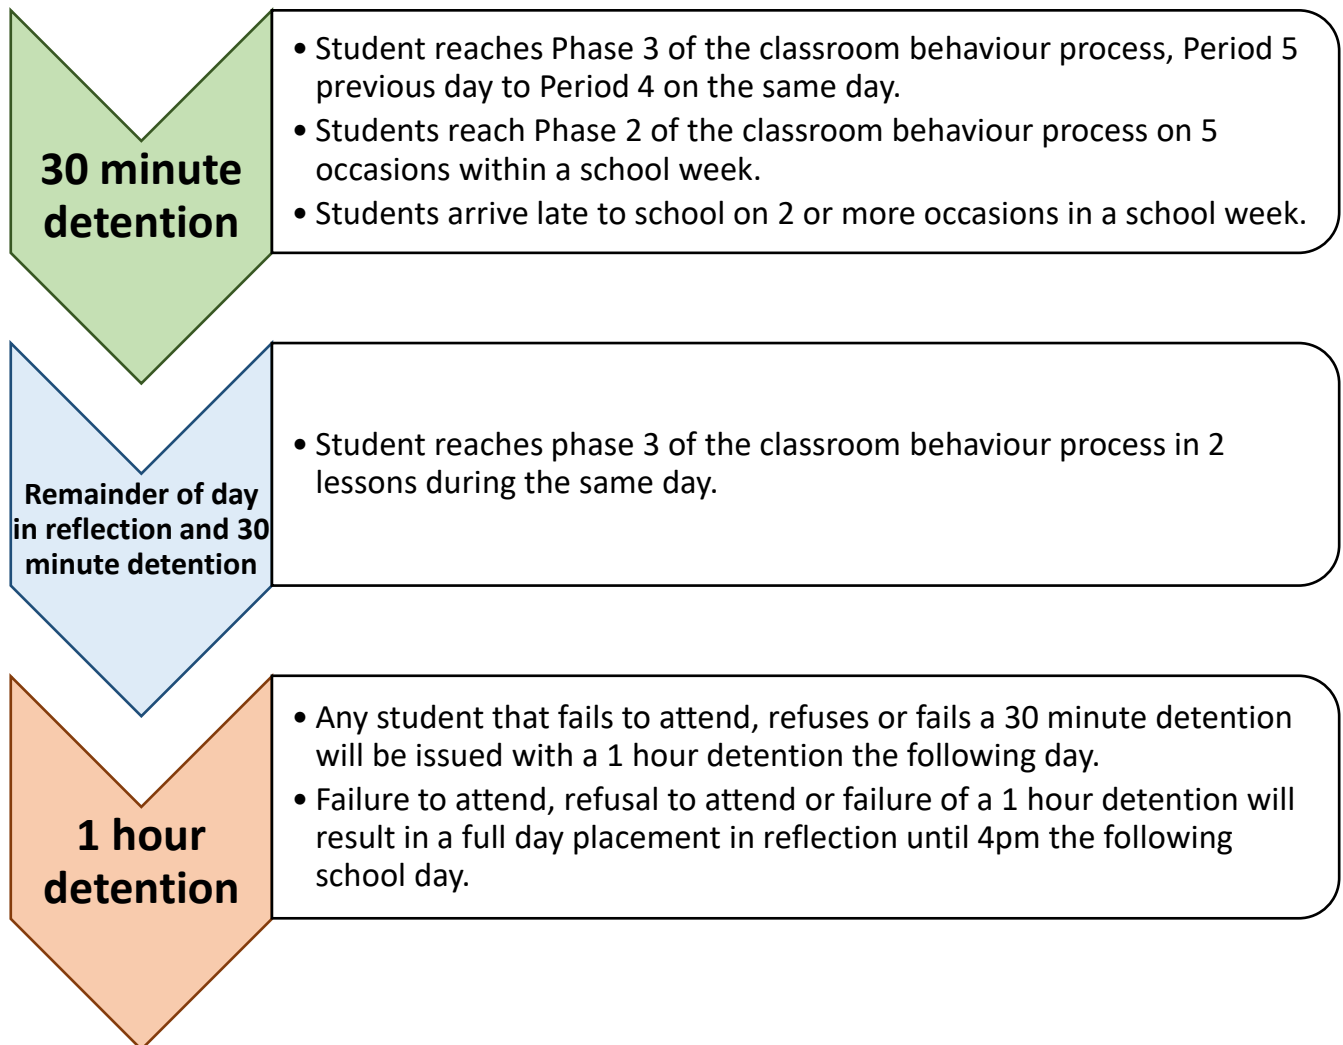 30 minute
detention
• Student reaches Phase 3 of the classroom behaviour process, Period 5
previous day to Period 4 on the same day.
• Students reach Phase 2 of the classroom behaviour process on 5
occasions within a school week.
• Students arrive late to school on 2 or more occasions in a school week.
Remainder of day
in reflection and 30
minute detention
• Student reaches phase 3 of the classroom behaviour process in 2
lessons during the same day.
1 hour
detention
• Any student that fails to attend, refuses or fails a 30 minute detention
will be issued with a 1 hour detention the following day.
• Failure to attend, refusal to attend or failure of a 1 hour detention will
result in a full day placement in reflection until 4pm the following
school day.